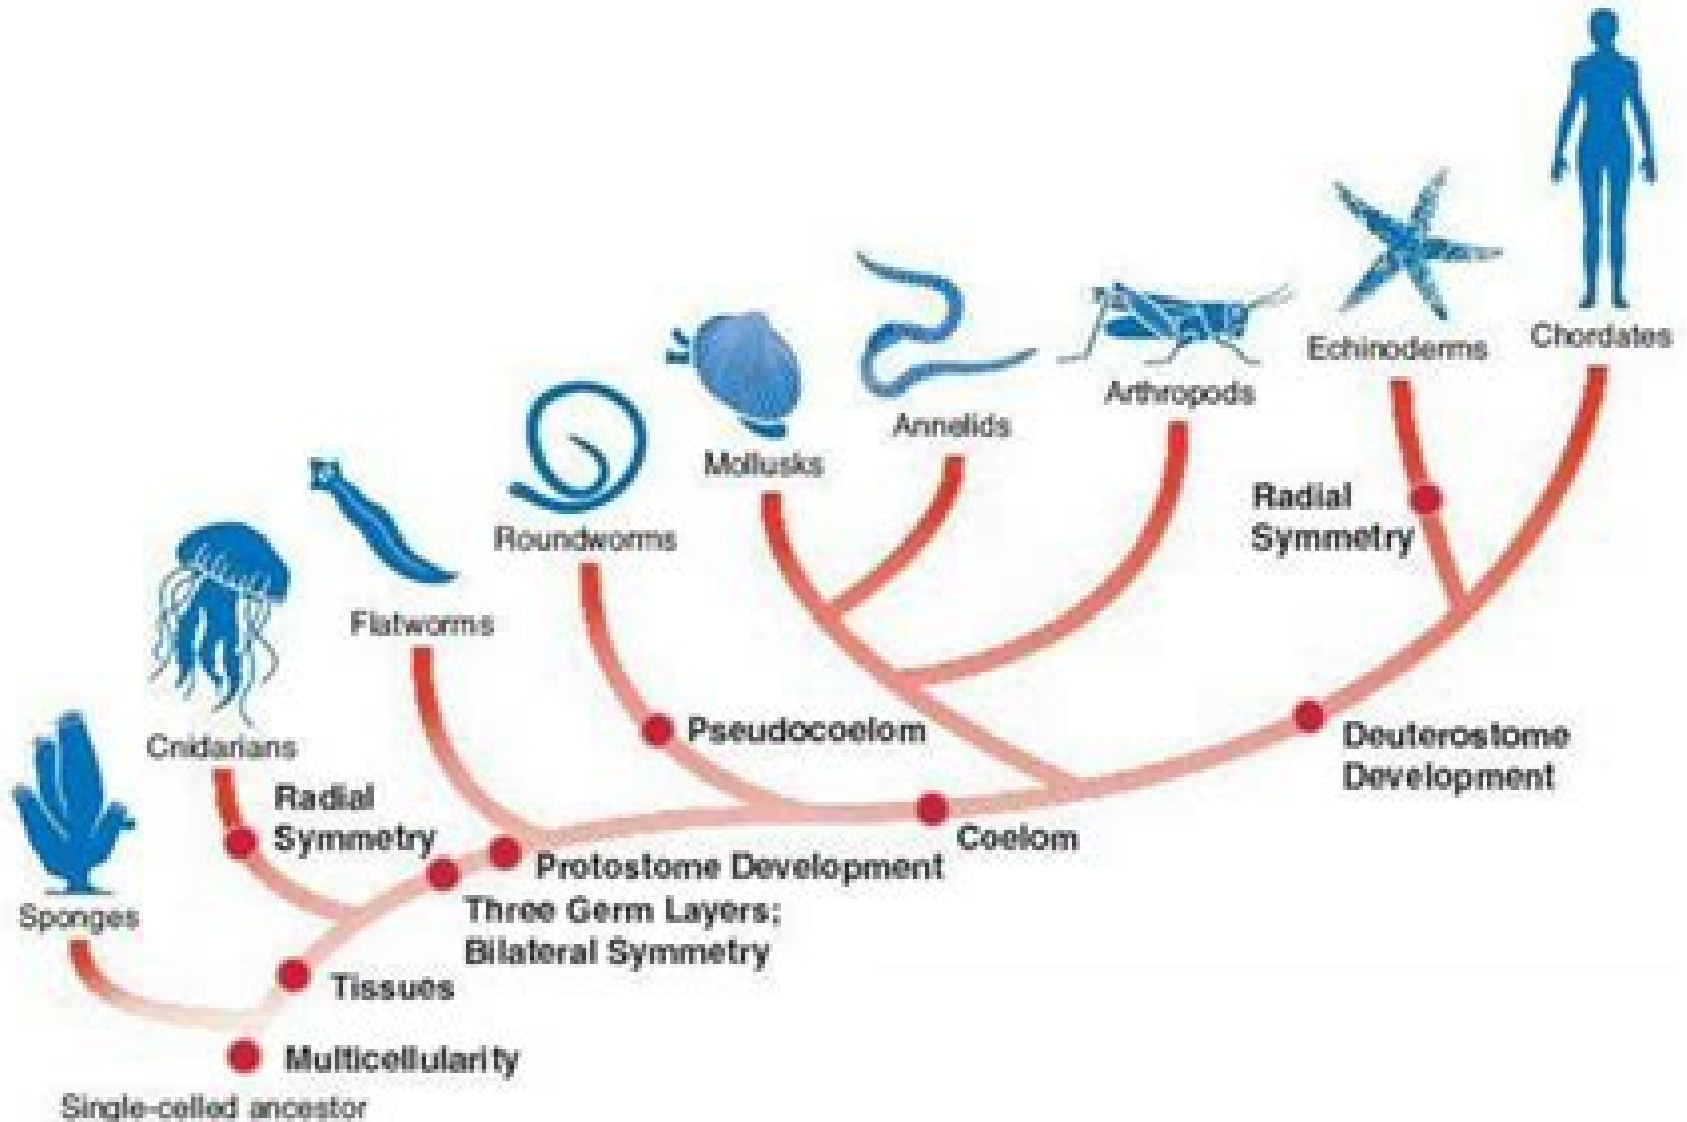 Chordates
Echinoderms
Arthropods
Annelids
Mollusks
Radial
Symmetry
Roundworms
Flatworms
Pseudocoelom
Deuterostome
Development
Cnidarians
Radial
Symmetry
Coelom
Protostome Development
Three Germ Layers;
Bilateral Symmetry
Sponges
Tissues
Multicellularity
Single-celled ancestor